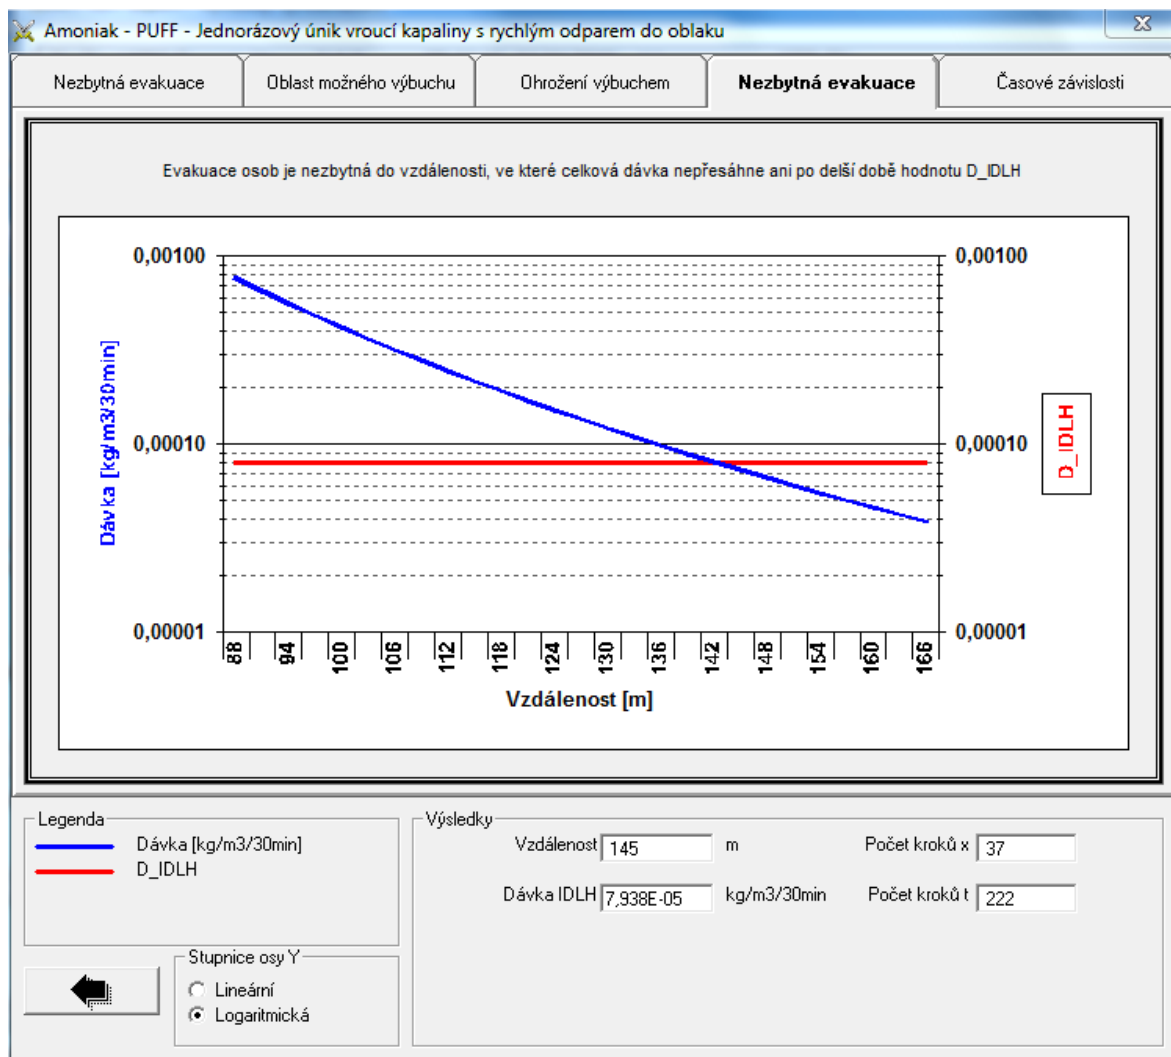 Amoniak - PUFF - Jednorázový únik vroucí kapaliny s rychlým odparem do oblaku
Nezbytná evakuace
Oblast možného výbuchu
Ohrožení výbuchem
Nezbytná evakuace
Časové závislosti
Evakuace osob je nezbytná do vzdálenosti, ve které celková dávka nepřesáhne ani po delší době hodnotu D_IDLH
0,00100
0,00010
0,00001
Dávka [kg/m3/30min]
0,00100
0,00010
0,00001
D_IDLH
88 94 100 106 112 118 124 130 136 142 148 154 160 166
Vzdálenost [m]
Legenda
Dávka [kg/m3/30min]
D_IDLH
Stupnice osy Y
Lineární
Logaritmická
Výsledky
Vzdálenost 145 m Počet kroků x 37
Dávka IDLH 7,938E-05 kg/m3/30min Počet kroků t 222